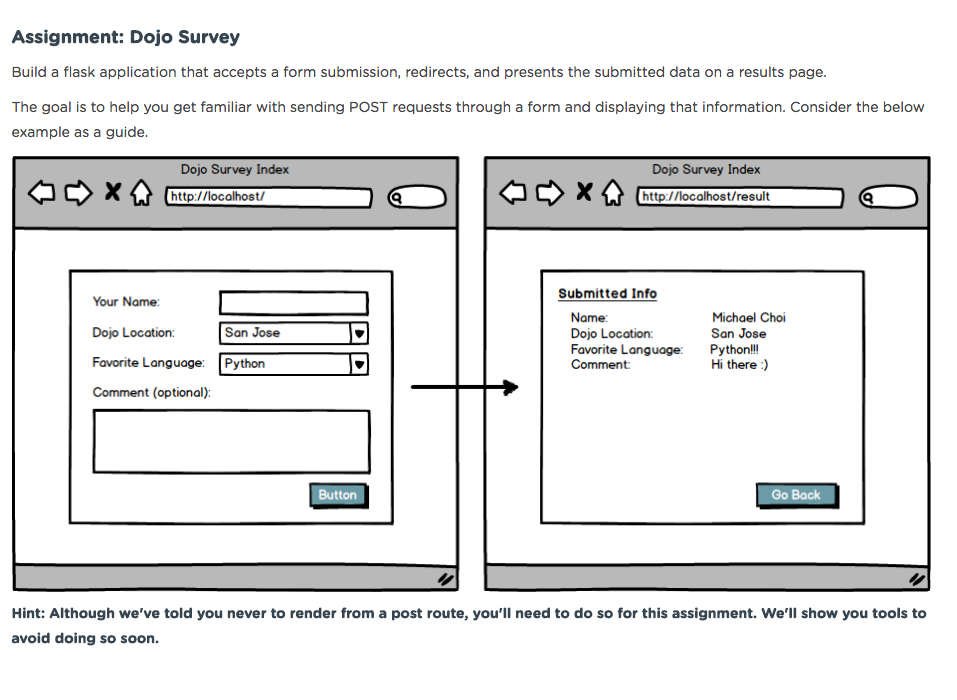 Assignment: Dojo Survey
Build a flask application that accepts a form submission, redirects, and presents the submitted data on a results page.
The goal is to help you get familiar with sending POST requests through a form and displaying that information. Consider the below
example as a guide.
Dojo Survey Index
http://localhost/
Your Name:
Dojo Location:
San Jose
Favorite Language:
Python
Comment (optional):
Button
Dojo Survey Index
http://localhost/result
Submitted Info
Name: Michael Choi
Dojo Location: San Jose
Favorite Language: Python!!!
Comment: Hi there :)
Go Back
Hint: Although we've told you never to render from a post route, you'll need to do so for this assignment. We'll show you tools to
avoid doing so soon.